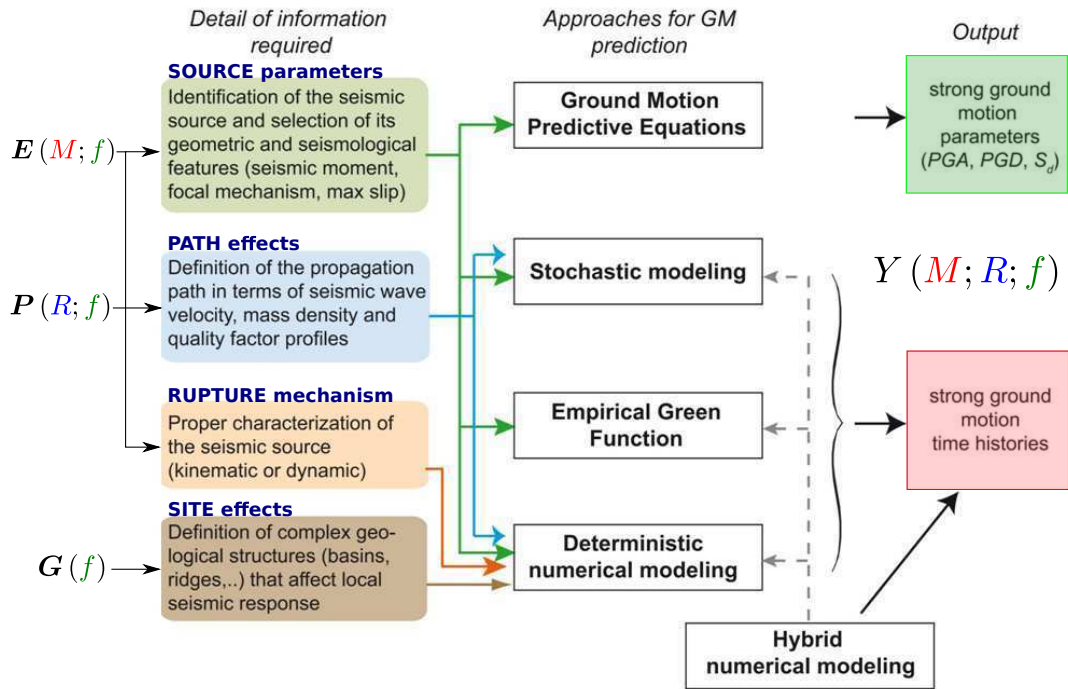 Detail of information
required
Approaches for GM
prediction
Output
E (M; f)
SOURCE parameters
Identification of the seismic
source and selection of its
geometric and seismological
features (seismic moment,
focal mechanism, max slip)
Ground Motion
Predictive Equations
strong ground
motion
parameters
(PGA, PGD, S_d)
P (R; f)
PATH effects
Definition of the propagation
path in terms of seismic wave
velocity, mass density and
quality factor profiles
Stochastic modeling
Y (M; R; f)
RUPTURE mechanism
Proper characterization of
the seismic source
(kinematic or dynamic)
Empirical Green
Function
strong ground
motion
time histories
G (f)
SITE effects
Definition of complex geo-
logical structures (basins,
ridges,..) that affect local
seismic response
Deterministic
numerical modeling
Hybrid
numerical modeling